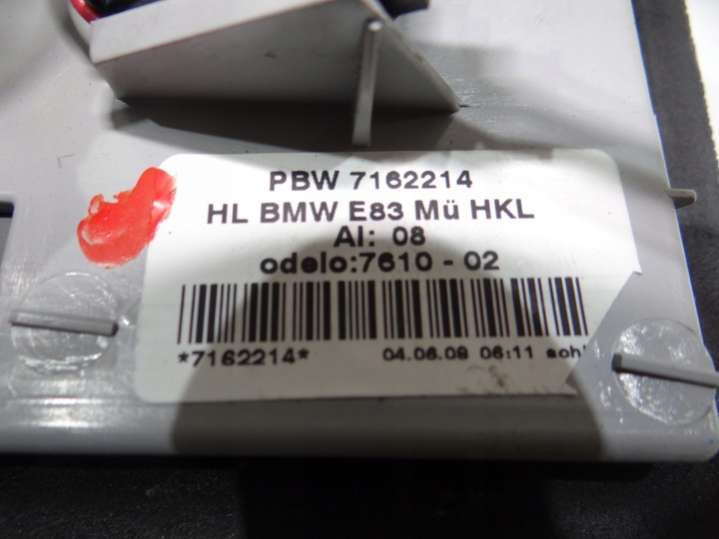 PBW 7162214
HL BMW E83 Mü HKL
AI: 08
odelo:7610 - 02
*7162214* 04.06.09 06:11